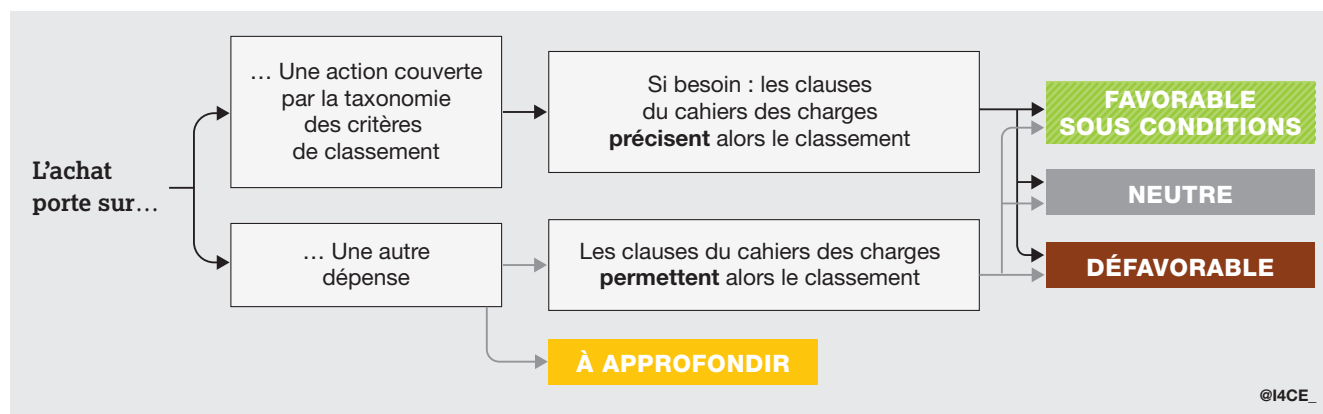 L'achat
porte sur…
… Une action couverte
par la taxonomie
des critères
de classement
Si besoin : les clauses
du cahiers des charges
précisent alors le classement
FAVORABLE
SOUS CONDITIONS
NEUTRE
DÉFAVORABLE
… Une autre
dépense
Les clauses du cahiers des charges
permettent alors le classement
À APPROFONDIR
@I4CE_